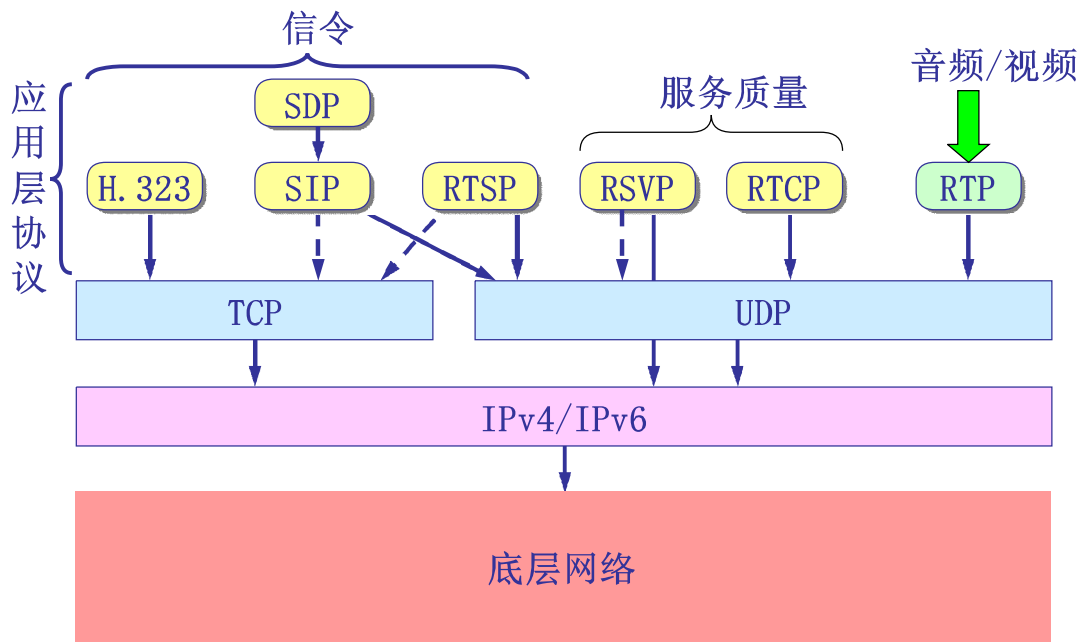 信令
音频/视频
服务质量
应用层协议
SDP
H.323
SIP
RTSP
RSVP
RTCP
RTP
TCP
UDP
IPv4/IPv6
底层网络